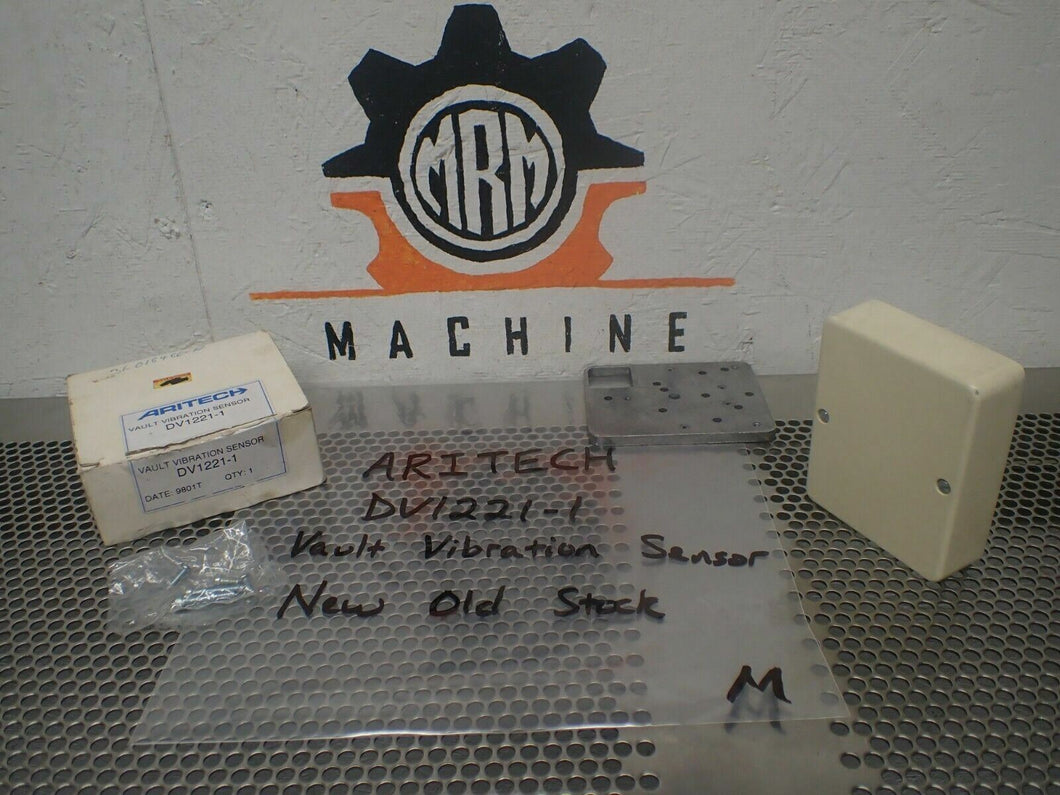 MRM
MACHINE
ARITECH
VAULT VIBRATION SENSOR
DV1221-1
VAULT VIBRATION SENSOR
DV1221-1
DATE: 9801T QTY: 1
ARITECH
DV1221-1
Vault Vibration Sensor
New Old Stock
M